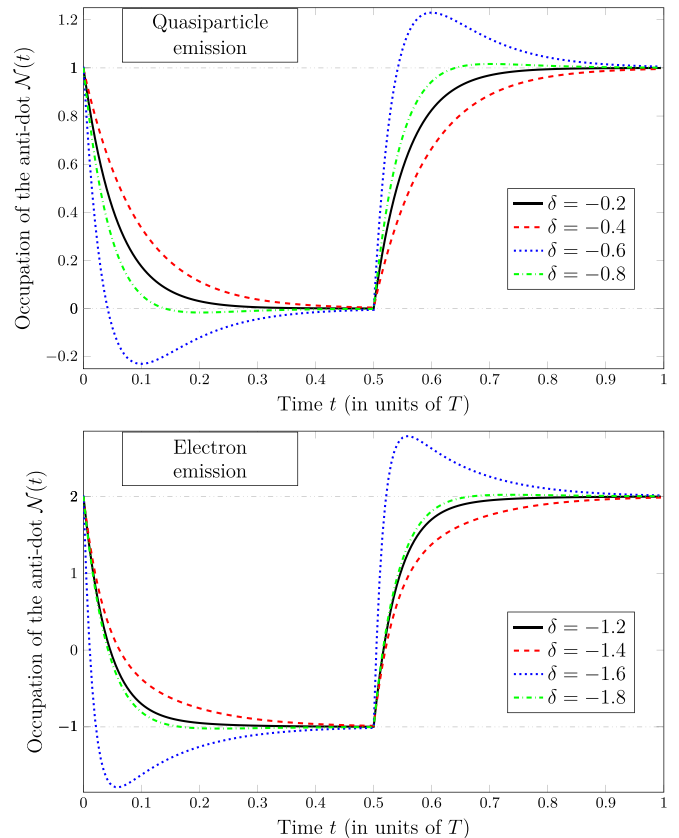 Quasiparticle
emission
Occupation of the anti-dot 𝒩(t)
1.2
1
0.8
0.6
0.4
0.2
0
−0.2
δ = −0.2
δ = −0.4
δ = −0.6
δ = −0.8
0 0.1 0.2 0.3 0.4 0.5 0.6 0.7 0.8 0.9 1
Time t (in units of T)
Electron
emission
Occupation of the anti-dot 𝒩(t)
2
1
0
−1
δ = −1.2
δ = −1.4
δ = −1.6
δ = −1.8
0 0.1 0.2 0.3 0.4 0.5 0.6 0.7 0.8 0.9 1
Time t (in units of T)